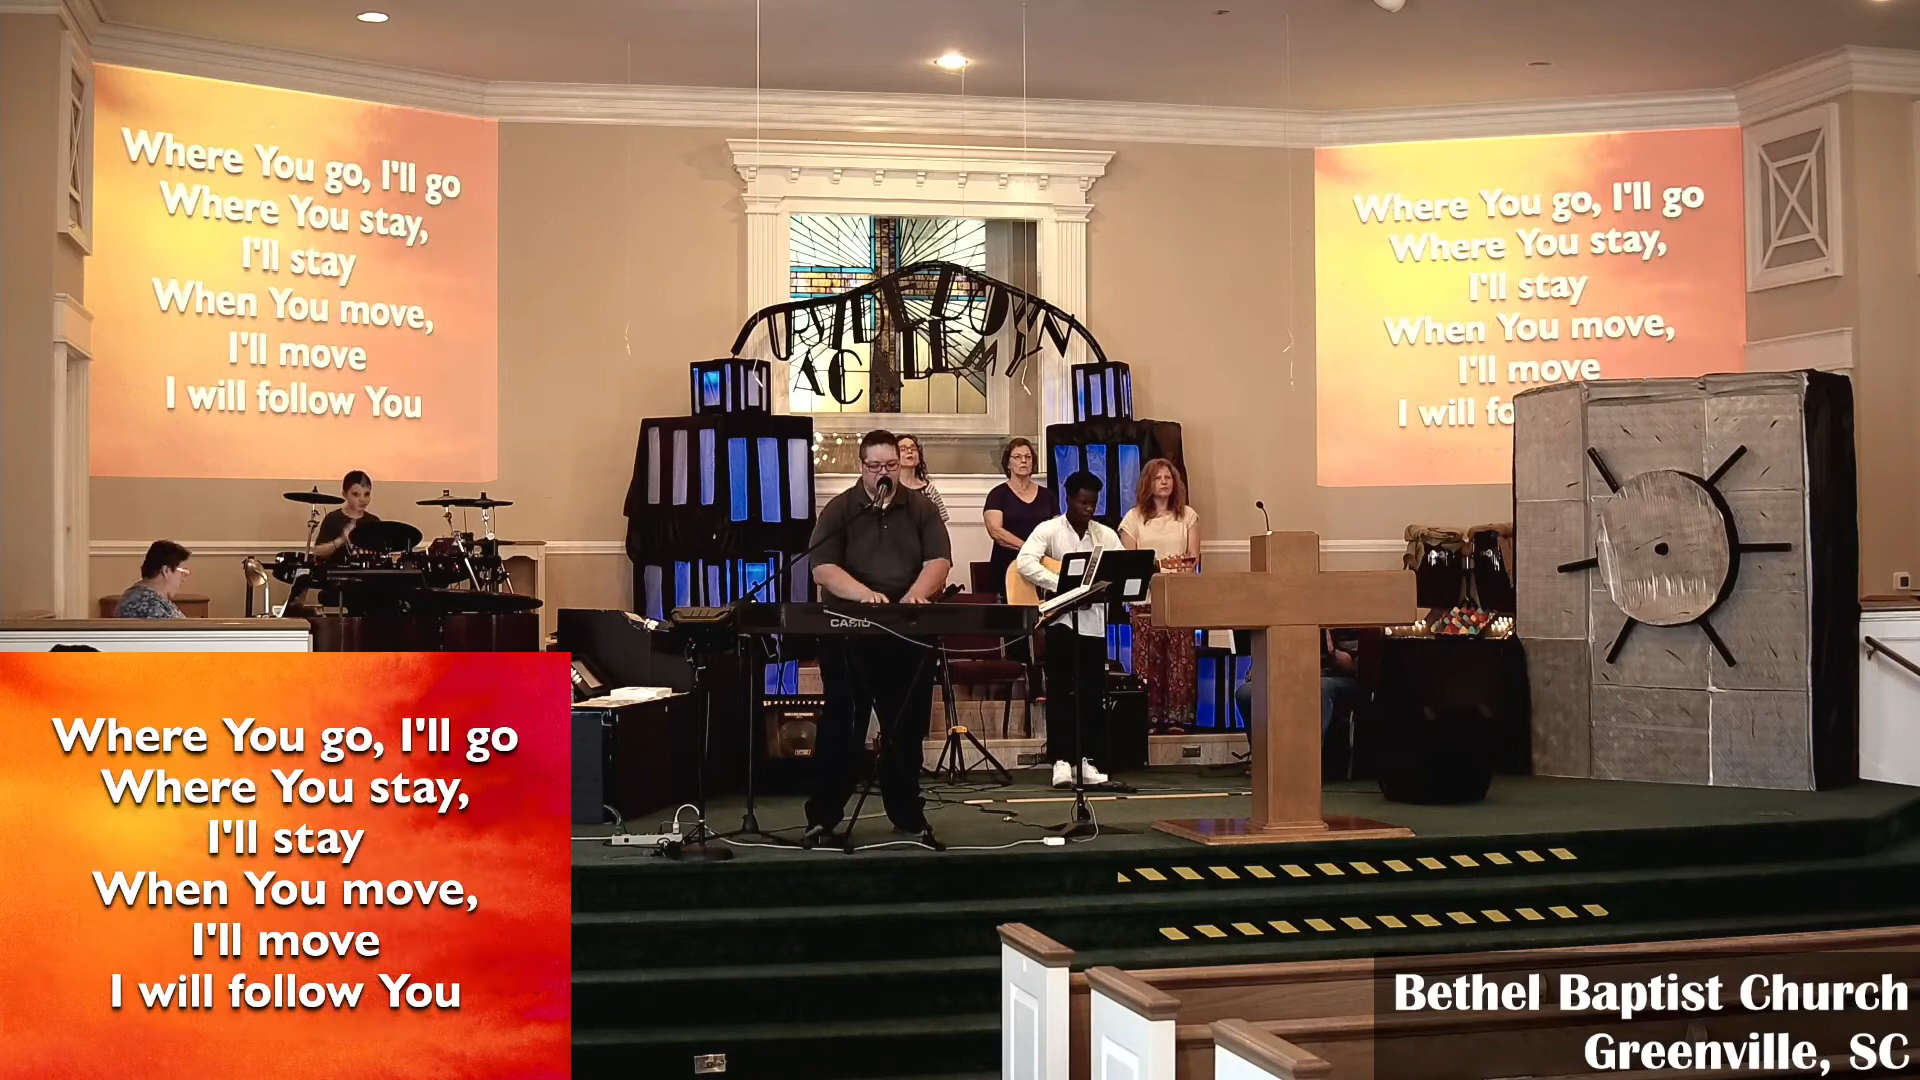 Where You go, I'll go
Where You stay,
I'll stay
When You move,
I'll move
I will follow You
Where You go, I'll go
Where You stay,
I'll stay
When You move,
I'll move
I will fo
UPSIDE DOWN
ACADEMY
CASIO
Where You go, I'll go
Where You stay,
I'll stay
When You move,
I'll move
I will follow You
Bethel Baptist Church
Greenville, SC